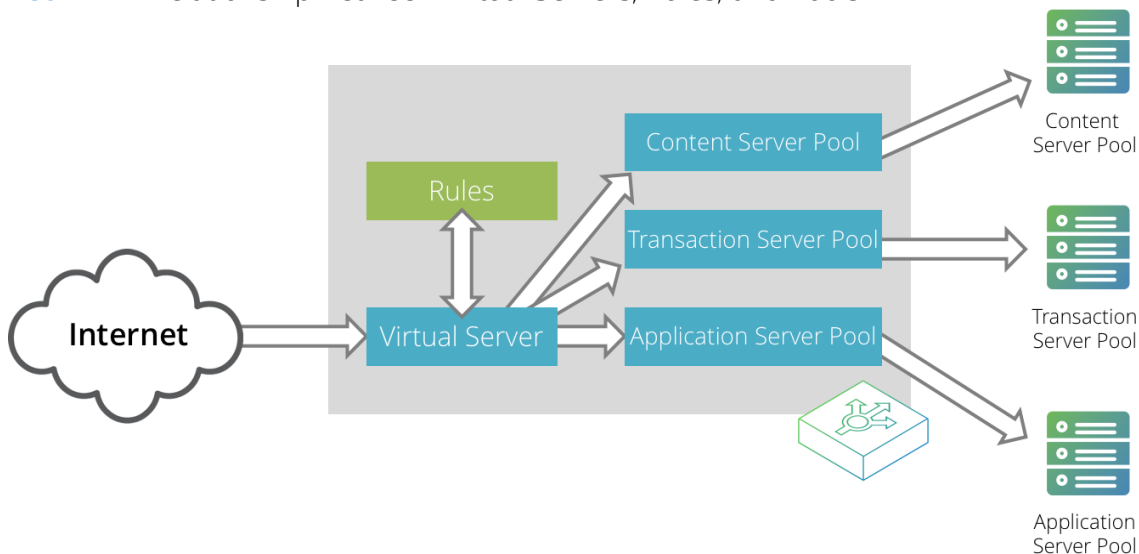 Content Server Pool
Content
Server Pool
Rules
Transaction Server Pool
Internet
Virtual Server
Application Server Pool
Transaction
Server Pool
Application
Server Pool